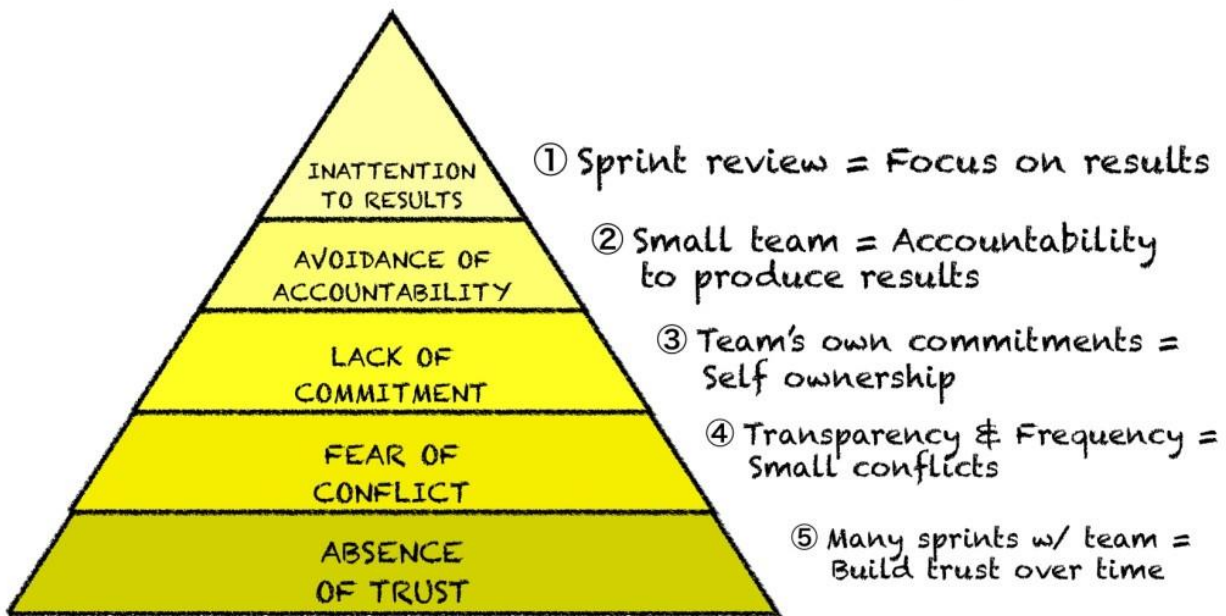 INATTENTION
TO RESULTS
① Sprint review = Focus on results
AVOIDANCE OF
ACCOUNTABILITY
② Small team = Accountability
to produce results
LACK OF
COMMITMENT
③ Team's own commitments =
Self ownership
FEAR OF
CONFLICT
④ Transparency & Frequency =
Small conflicts
ABSENCE
OF TRUST
⑤ Many sprints w/ team =
Build trust over time